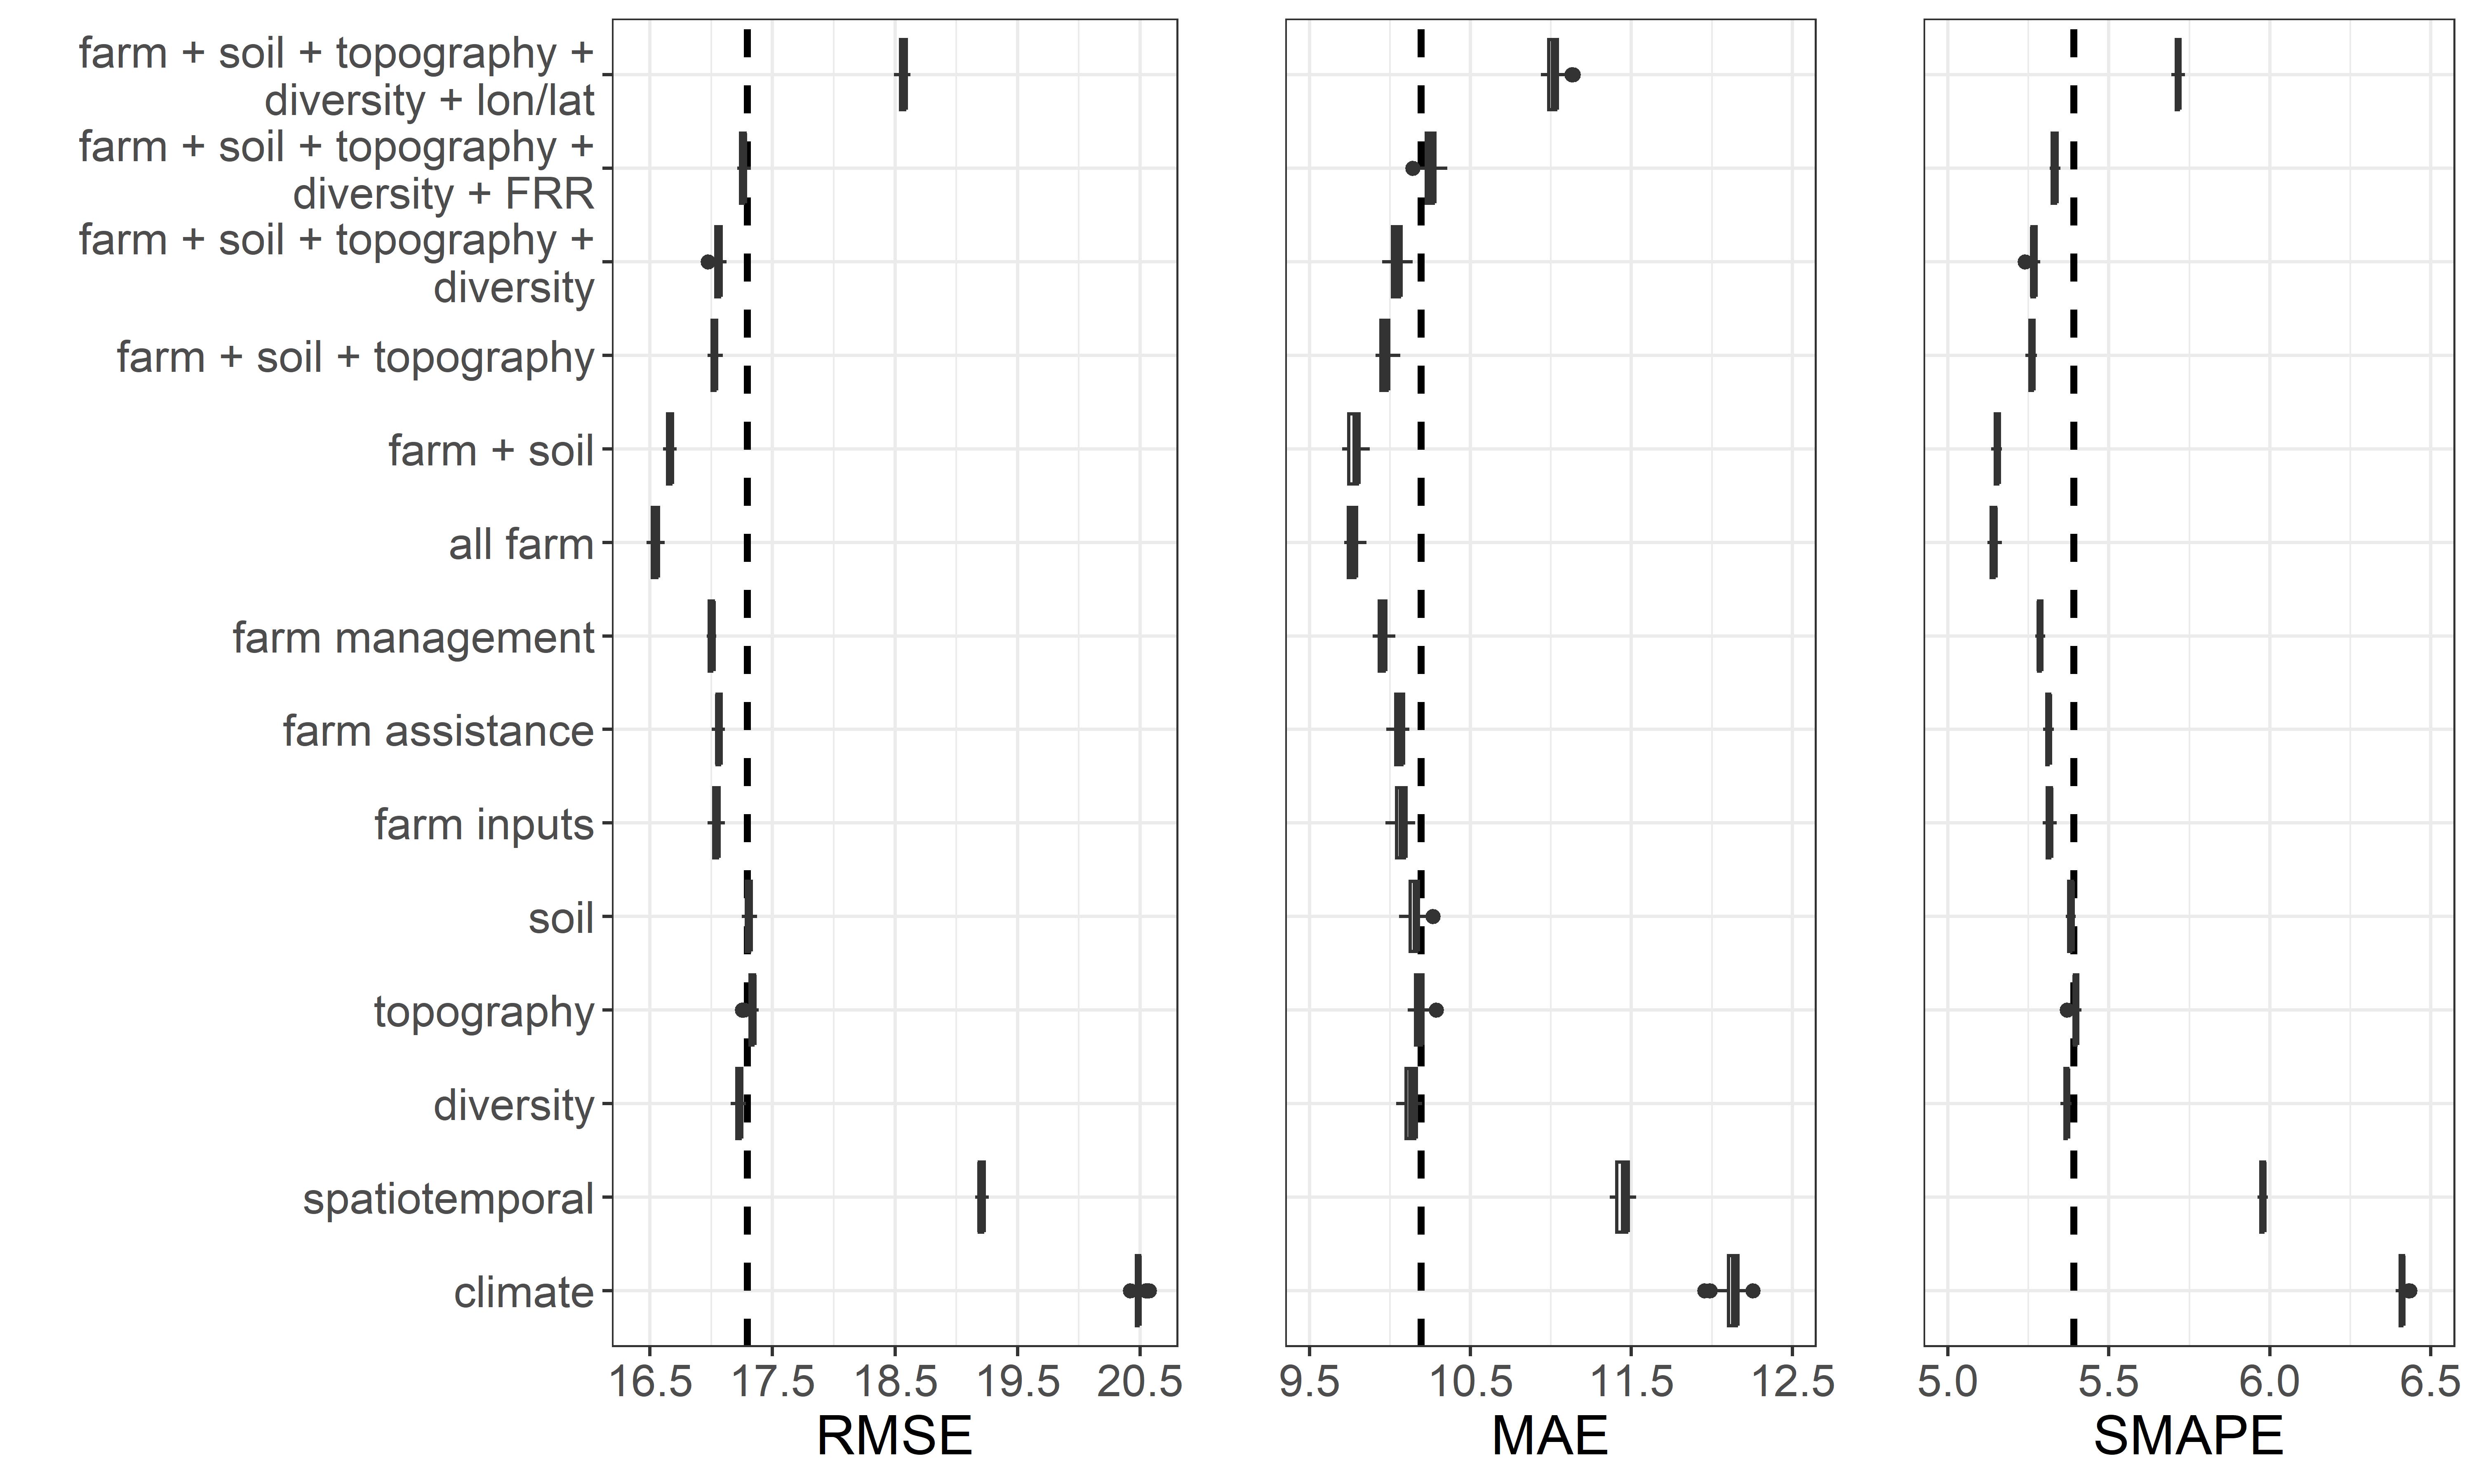 farm + soil + topography +
diversity + lon/lat
farm + soil + topography +
diversity + FRR
farm + soil + topography +
diversity
farm + soil + topography
farm + soil
all farm
farm management
farm assistance
farm inputs
soil
topography
diversity
spatiotemporal
climate
16.5 17.5 18.5 19.5 20.5
RMSE
9.5 10.5 11.5 12.5
MAE
5.0 5.5 6.0 6.5
SMAPE